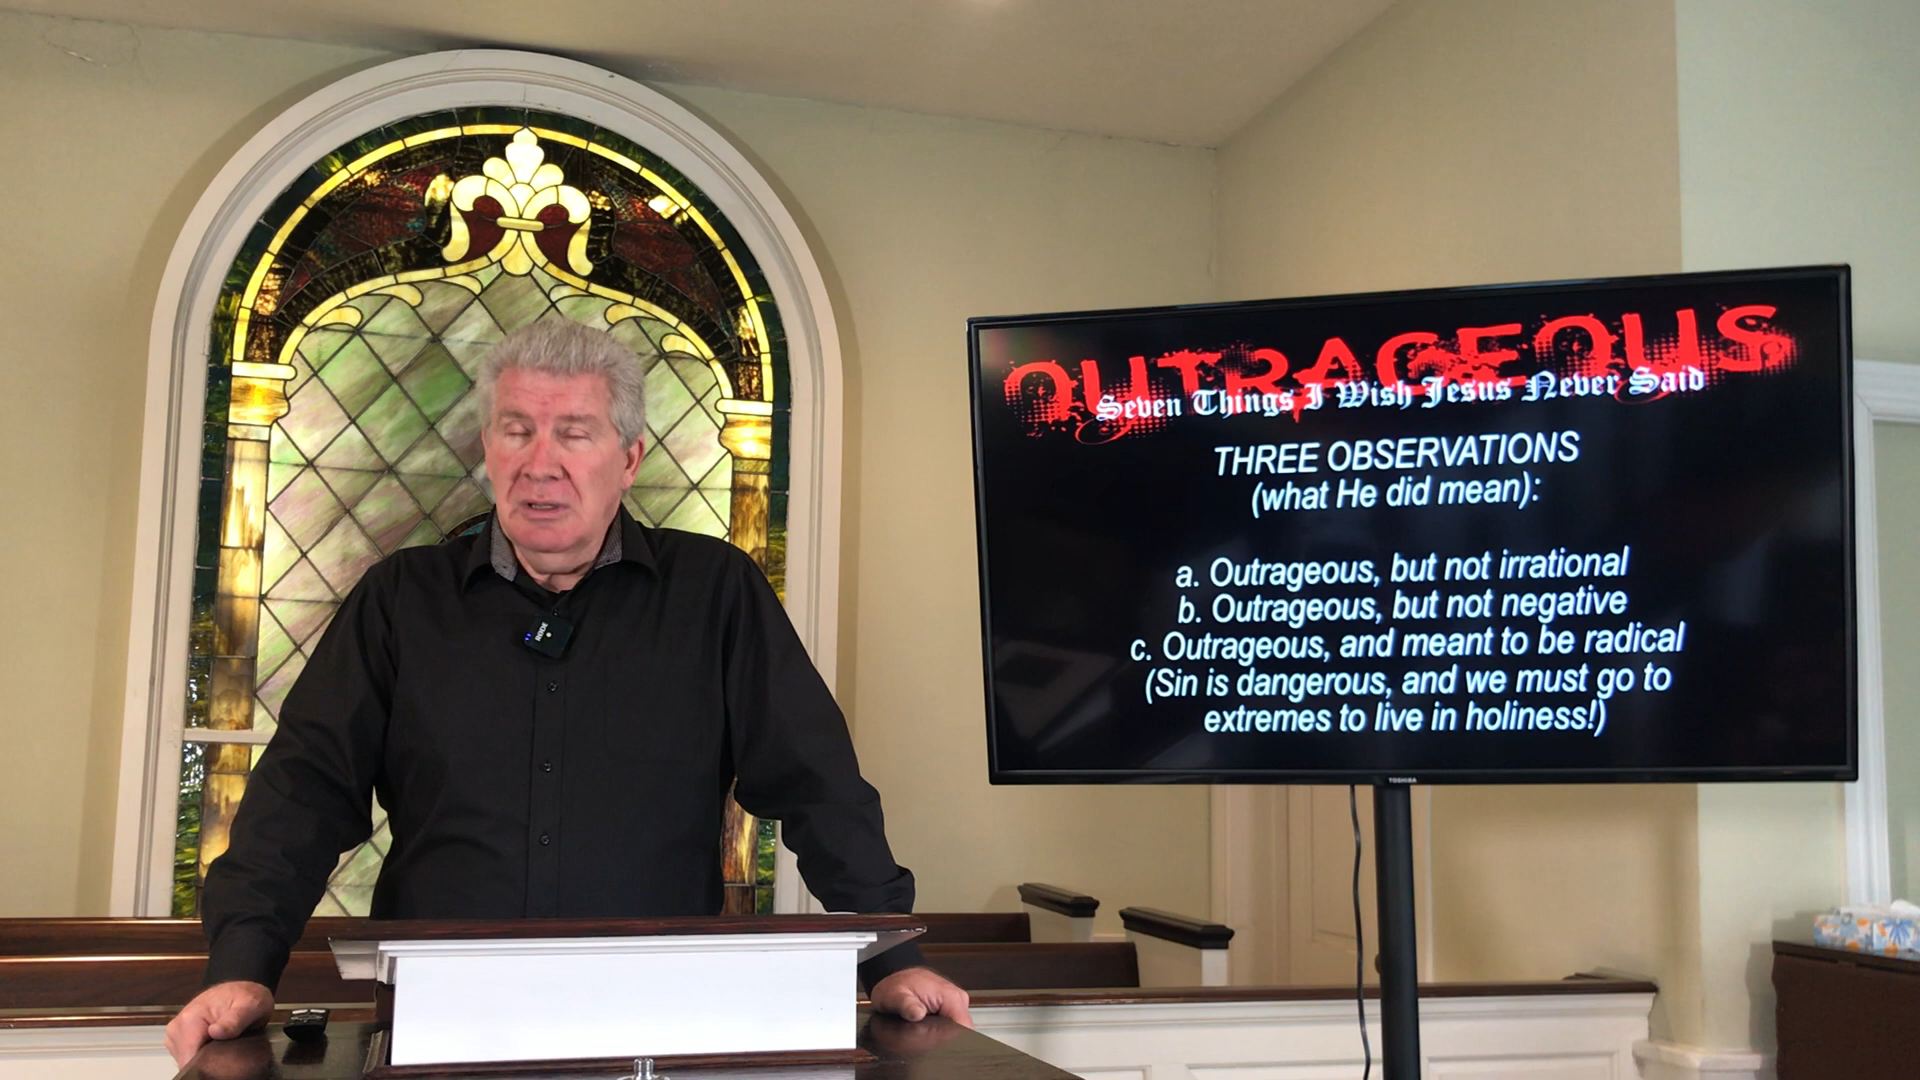 OUTRAGEOUS
Seven Things I Wish Jesus Never Said
THREE OBSERVATIONS
(what He did mean):
a. Outrageous, but not irrational
b. Outrageous, but not negative
c. Outrageous, and meant to be radical
(Sin is dangerous, and we must go to
extremes to live in holiness!)
TOSHIBA
RØDE